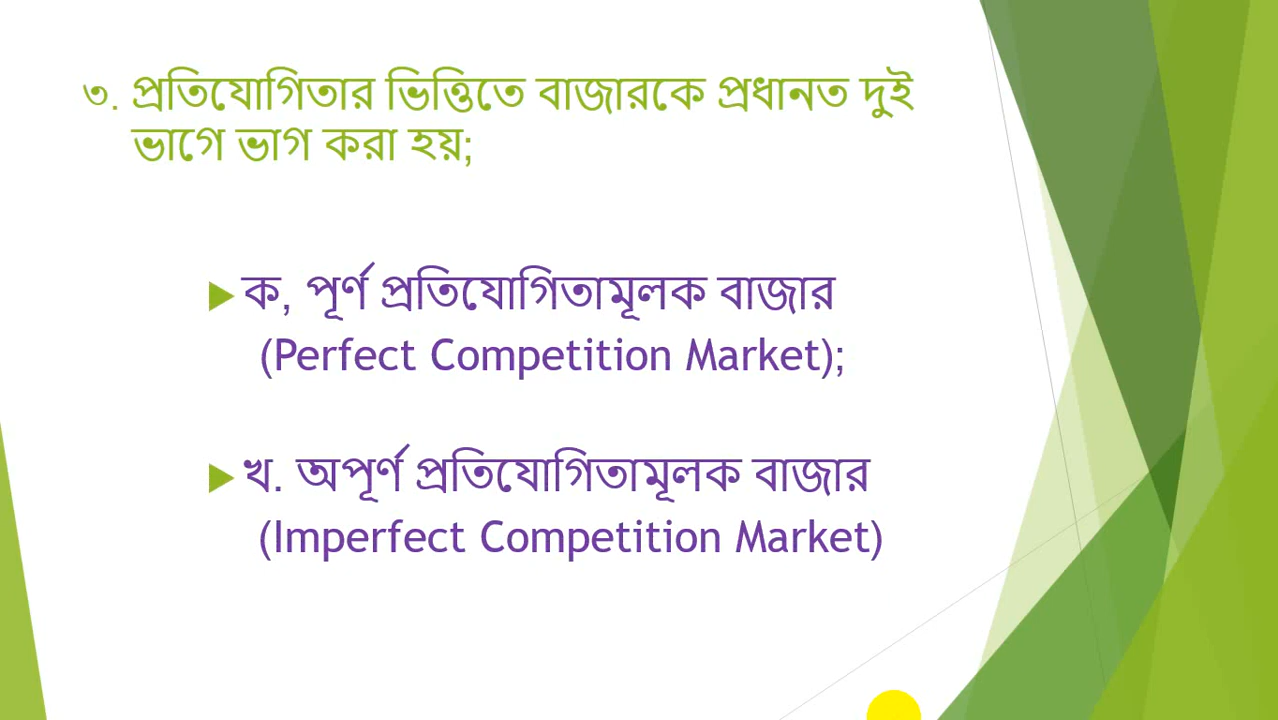 ৩. প্রতিযোগিতার ভিত্তিতে বাজারকে প্রধানত দুই
ভাগে ভাগ করা হয়;
ক, পূর্ণ প্রতিযোগিতামূলক বাজার
(Perfect Competition Market);
খ. অপূর্ণ প্রতিযোগিতামূলক বাজার
(Imperfect Competition Market)